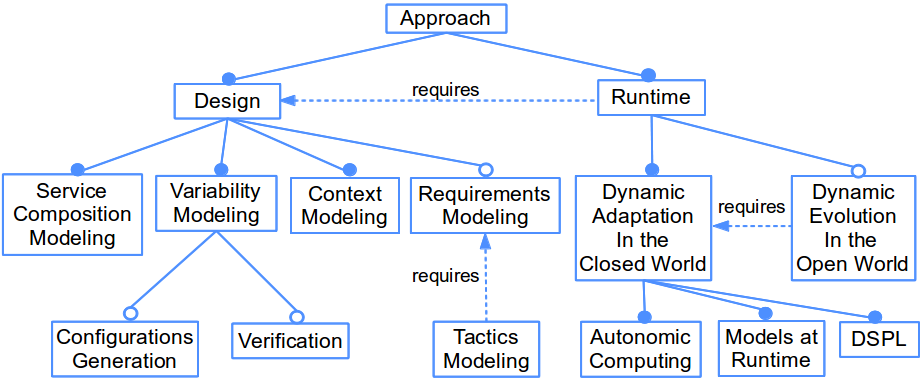 Approach
requires
Design
Runtime
Service
Composition
Modeling
Variability
Modeling
Context
Modeling
Requirements
Modeling
Dynamic
Adaptation
In the
Closed World
requires
Dynamic
Evolution
In the
Open World
requires
Configurations
Generation
Verification
Tactics
Modeling
Autonomic
Computing
Models at
Runtime
DSPL